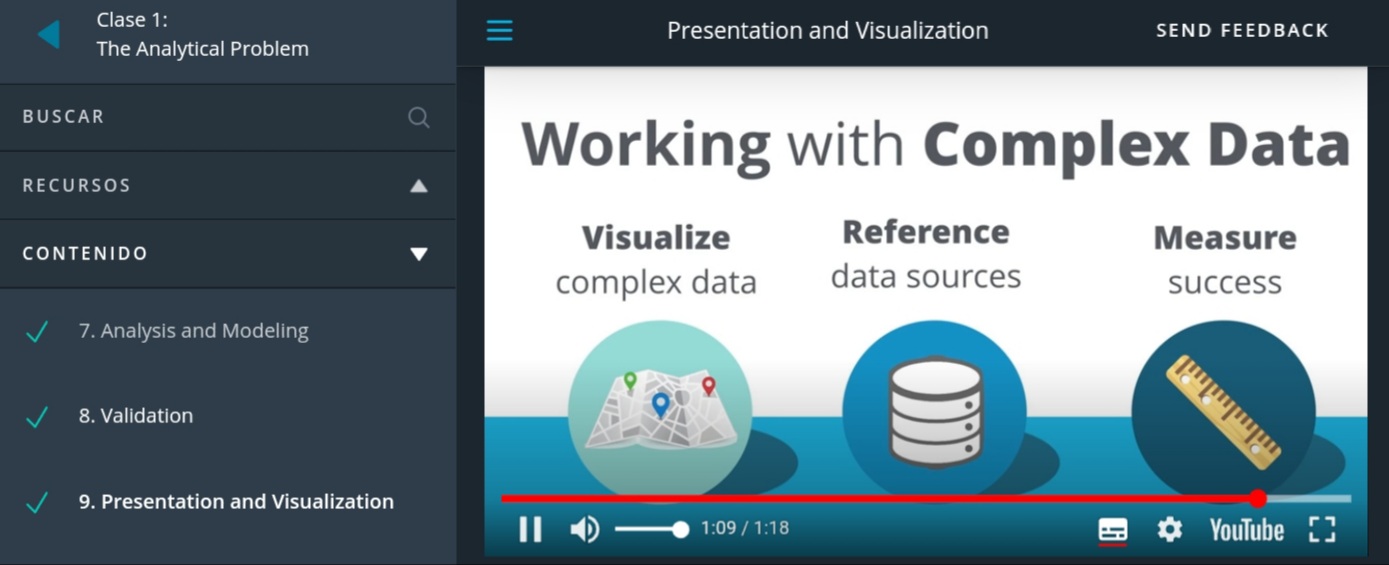 Clase 1:
The Analytical Problem
BUSCAR
RECURSOS
CONTENIDO
7. Analysis and Modeling
8. Validation
9. Presentation and Visualization
Presentation and Visualization
SEND FEEDBACK
Working with Complex Data
Visualize
complex data
Reference
data sources
Measure
success
1:09 / 1:18
YouTube